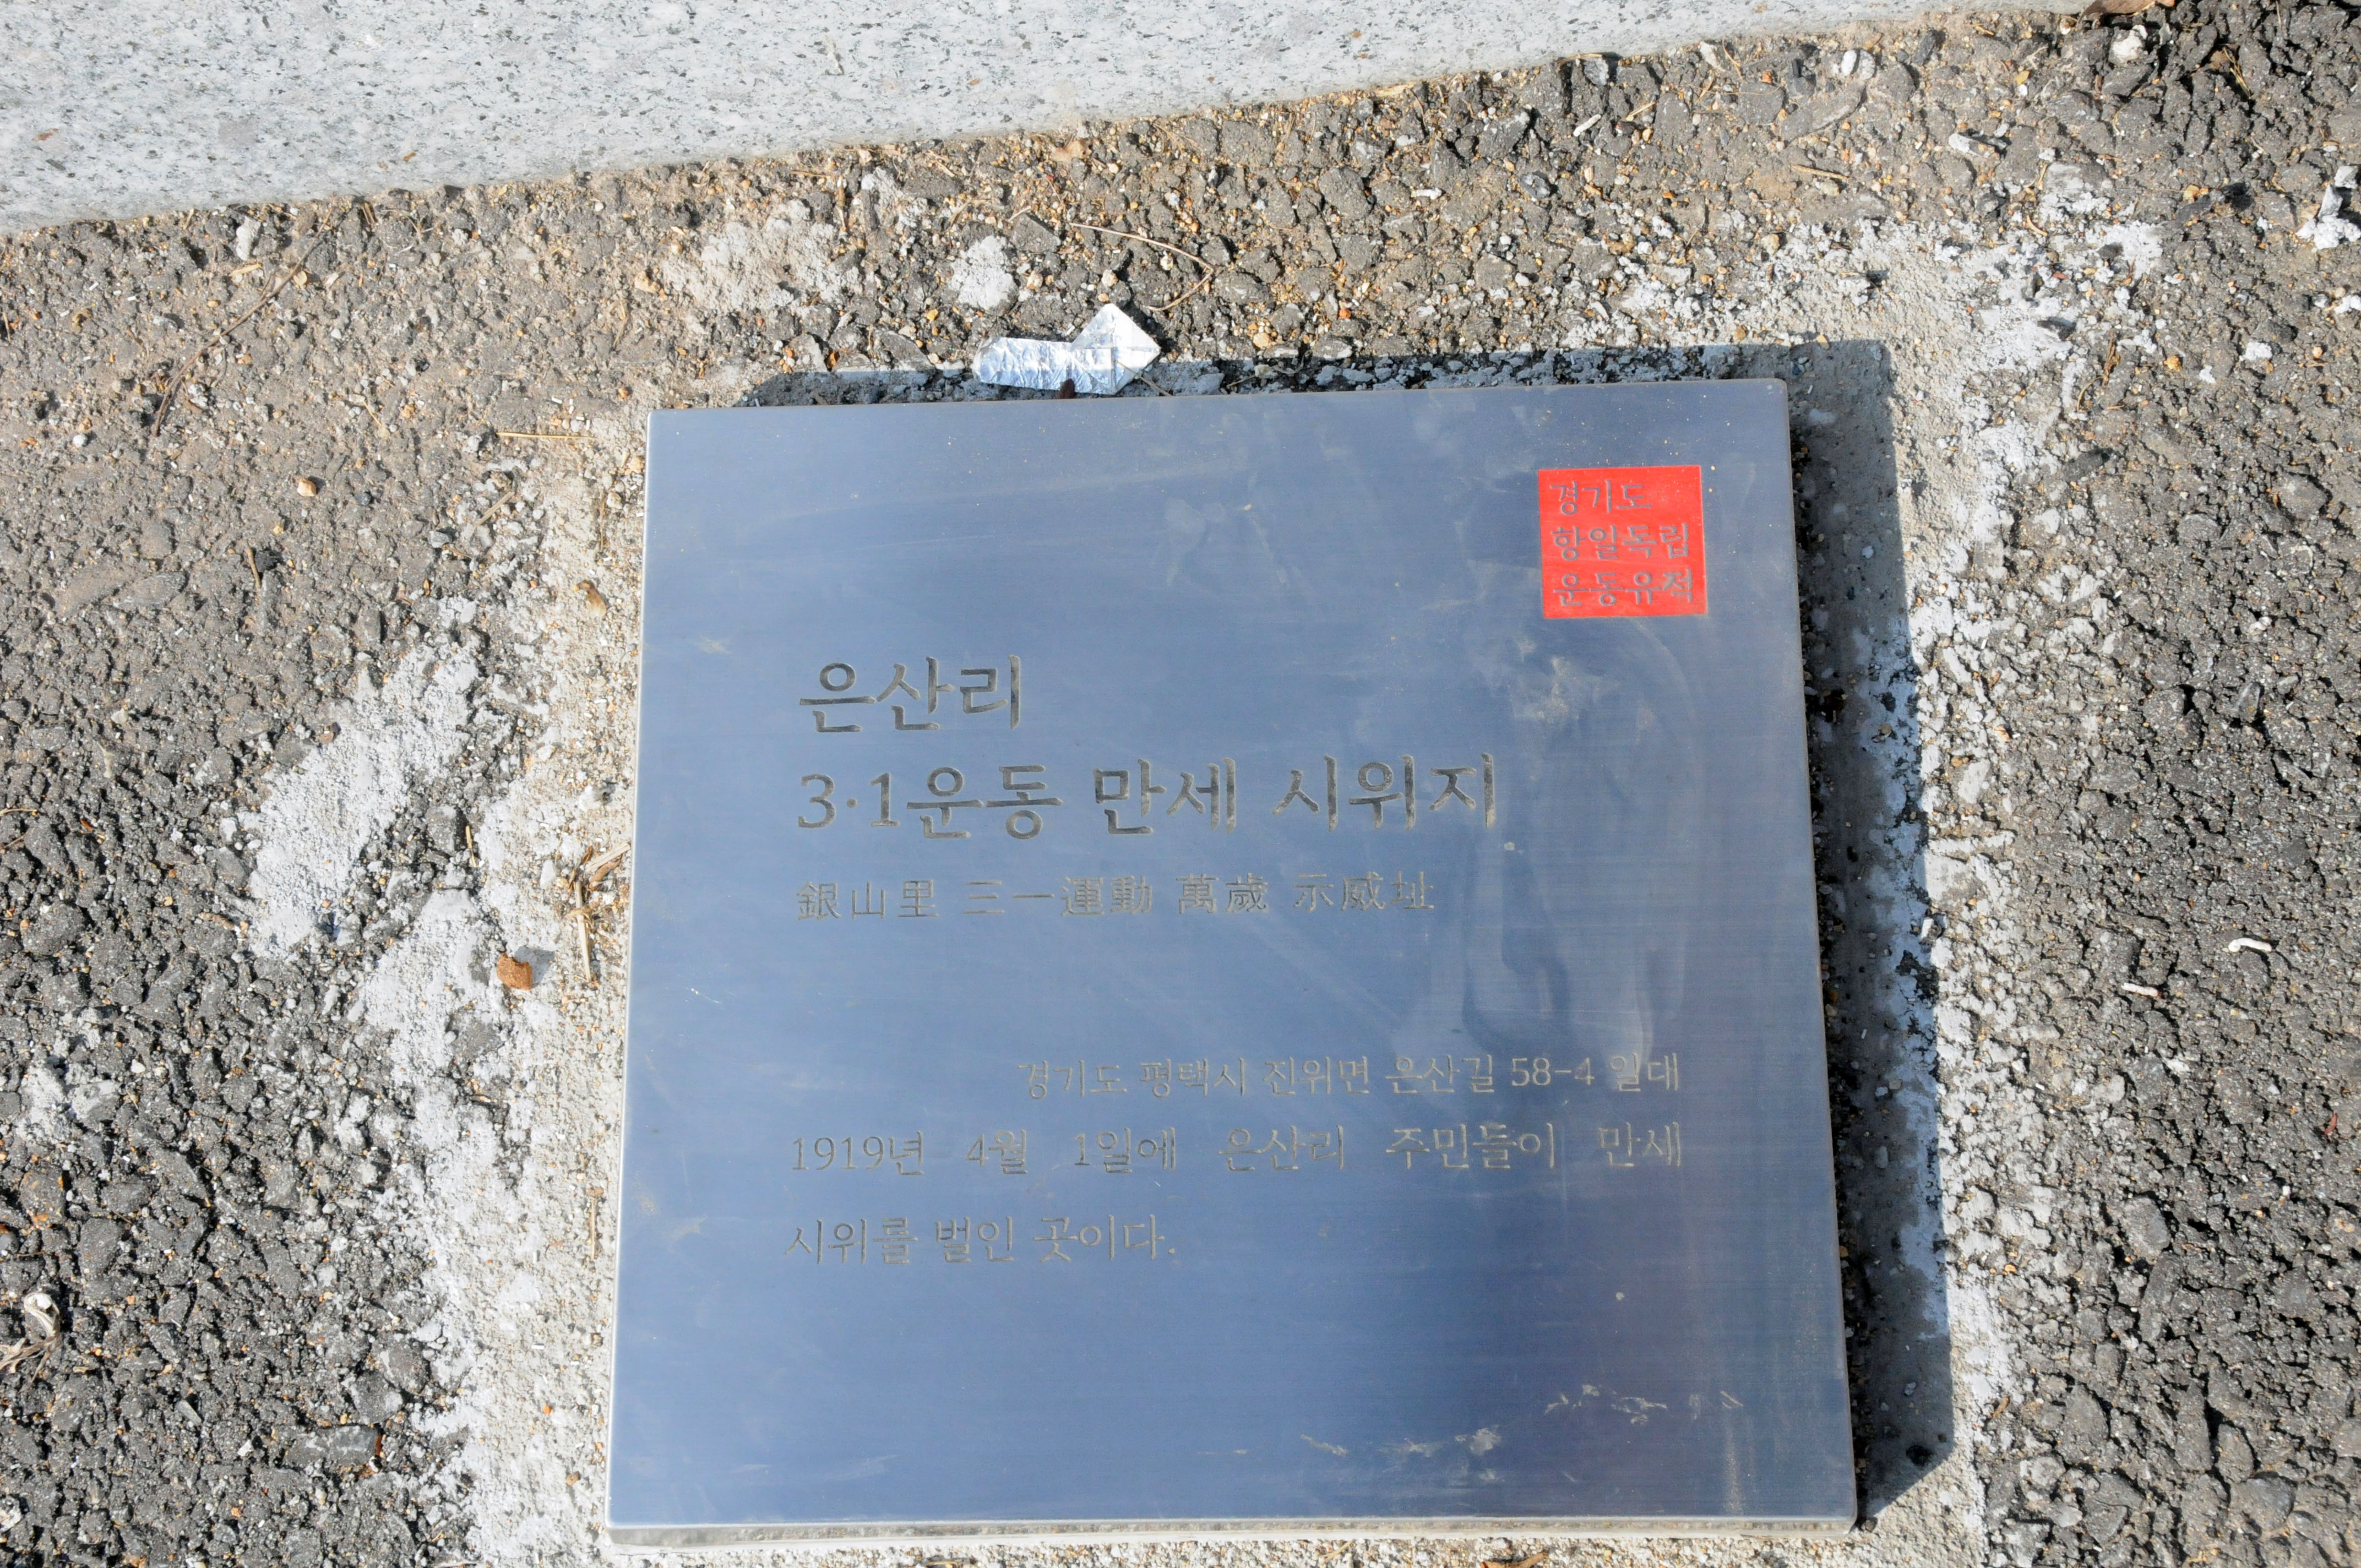 경기도
항일독립
운동유적
은산리
3·1운동 만세 시위지
銀山里 三一運動 萬歲 示威址
경기도 평택시 진위면 은산길 58-4 일대
1919년 4월 1일에 은산리 주민들이 만세
시위를 벌인 곳이다.